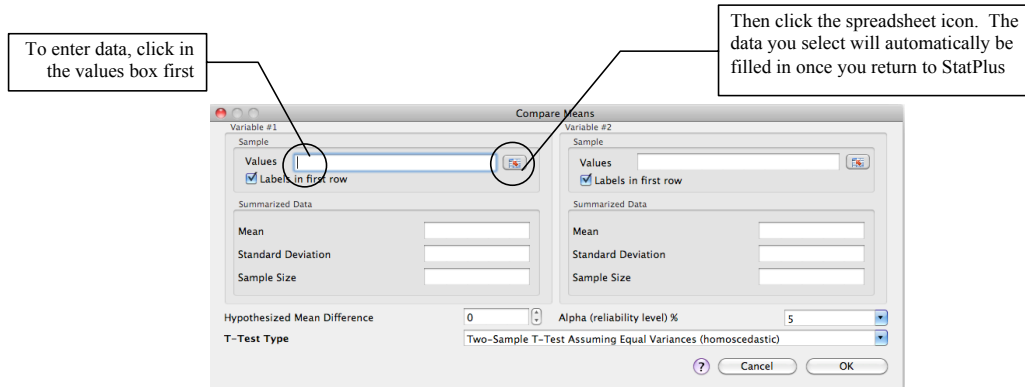 To enter data, click in
the values box first
Then click the spreadsheet icon.  The
data you select will automatically be
filled in once you return to StatPlus
Compare Means
Variable #1
Sample
Values
Labels in first row
Summarized Data
Mean
Standard Deviation
Sample Size
Variable #2
Sample
Values
Labels in first row
Summarized Data
Mean
Standard Deviation
Sample Size
Hypothesized Mean Difference
0
Alpha (reliability level) %
5
T-Test Type
Two-Sample T-Test Assuming Equal Variances (homoscedastic)
?
Cancel
OK